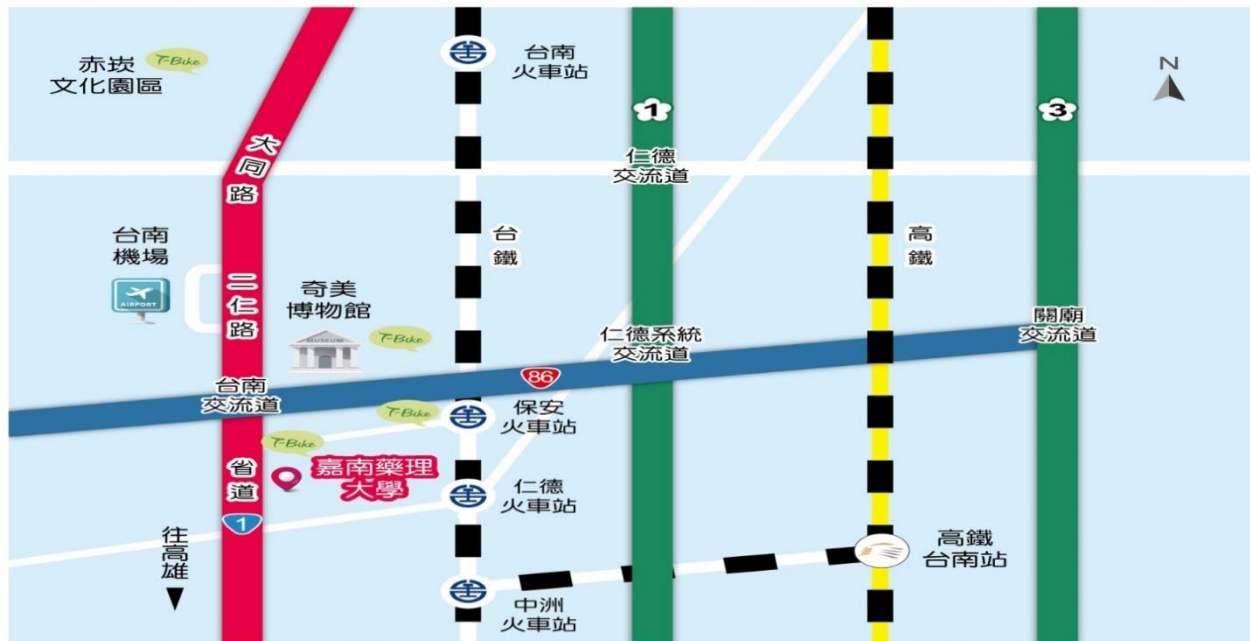 赤崁
文化園區
T-Bike
台南
火車站
N
1
3
大同路
仁德
交流道
台鐵
高鐵
台南
機場
AIRPORT
二仁路
奇美
博物館
MUSEUM
T-Bike
關廟
交流道
仁德系統
交流道
86
台南
交流道
T-Bike
保安
火車站
T-Bike
省道
嘉南藥理
大學
仁德
火車站
1
往高雄
高鐵
台南站
中洲
火車站